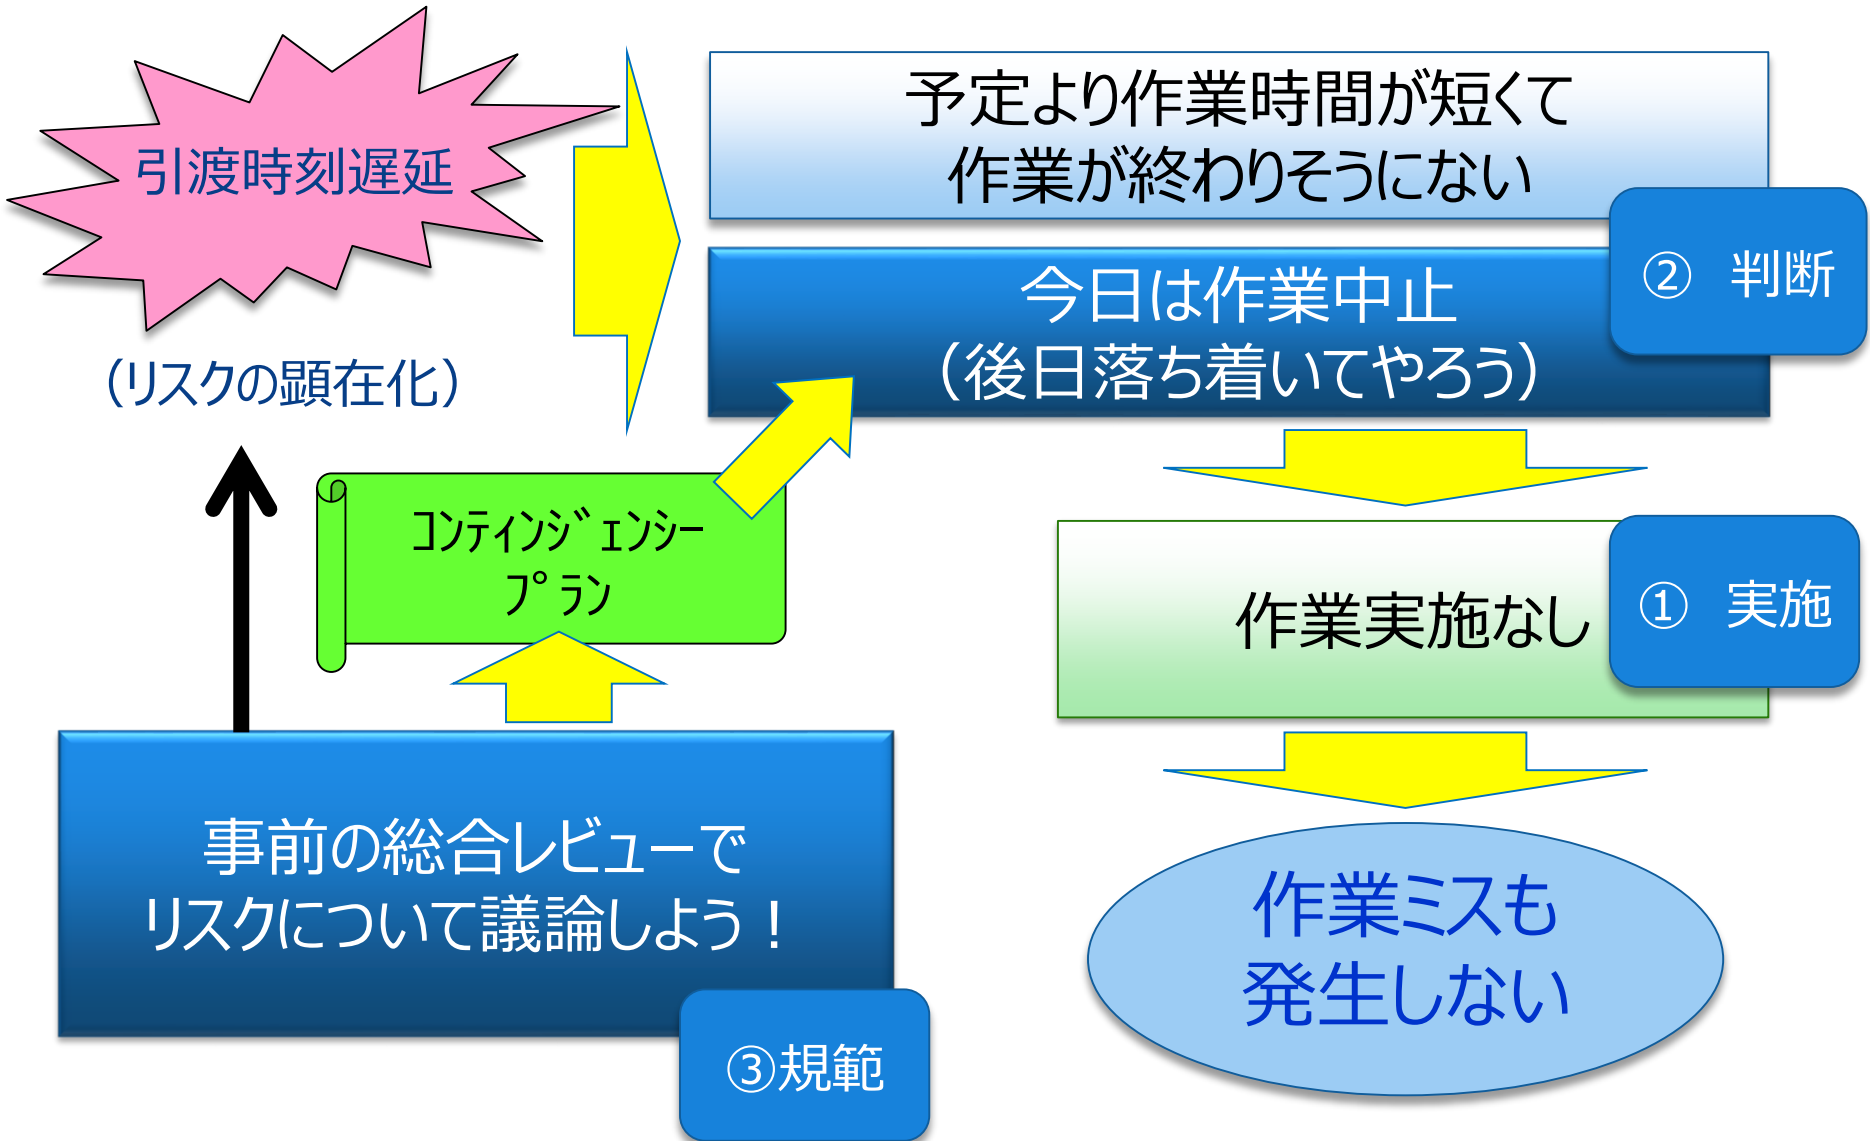 引渡時刻遅延
(リスクの顕在化)
予定より作業時間が短くて
作業が終わりそうにない
今日は作業中止
(後日落ち着いてやろう)
② 判断
ｺﾝﾃｨﾝｼﾞｪﾝｼｰ
ﾌﾟﾗﾝ
作業実施なし
① 実施
事前の総合レビューで
リスクについて議論しよう！
③規範
作業ミスも
発生しない